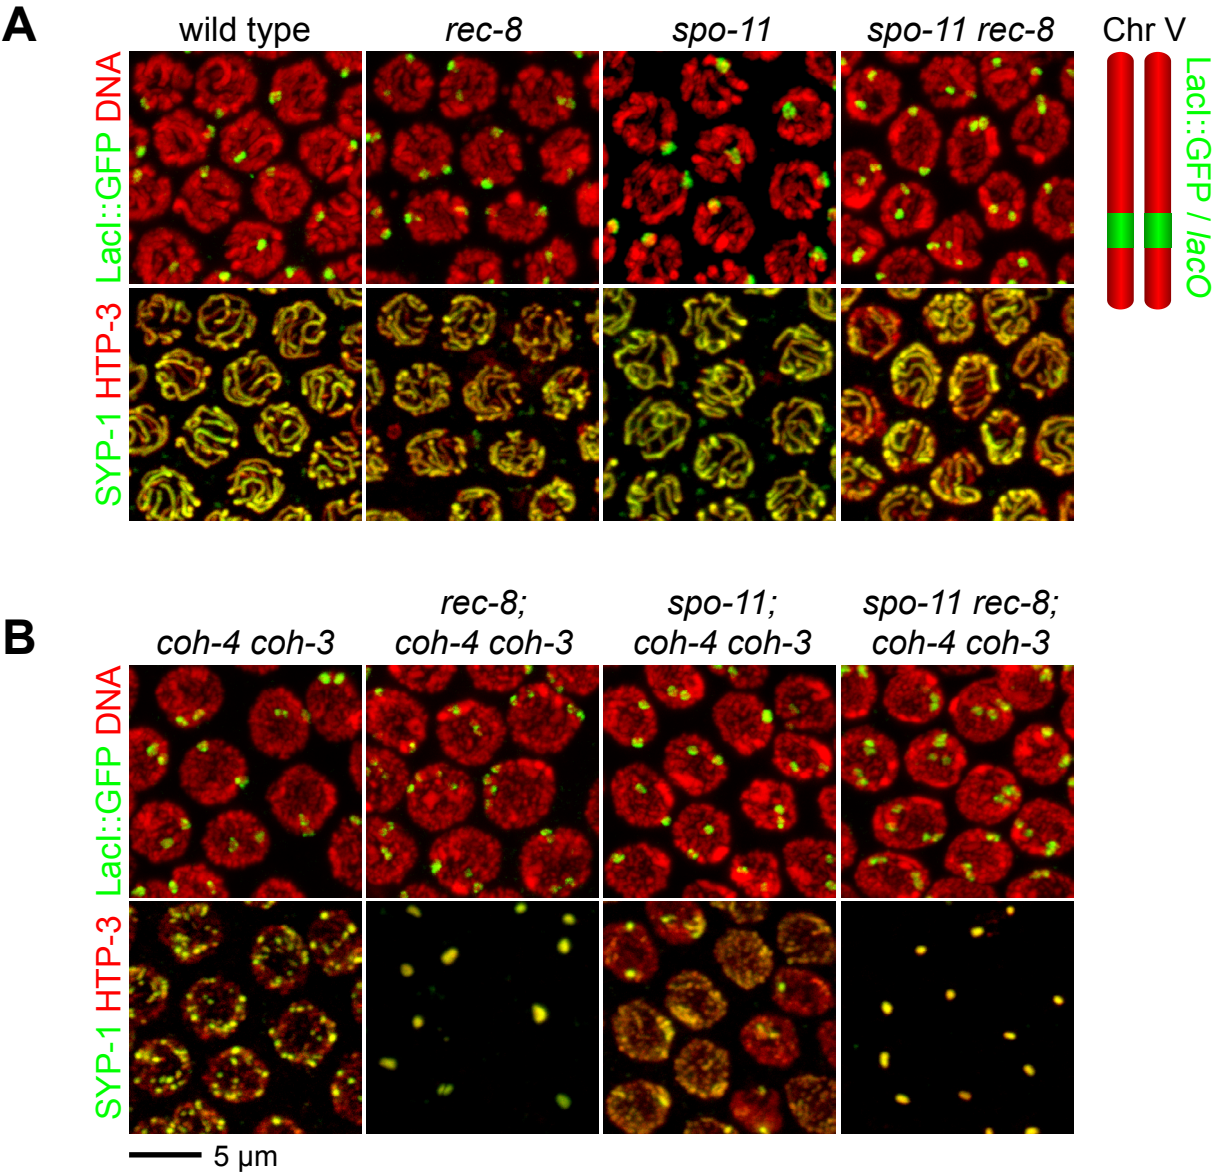 A
wild type
rec-8
spo-11
spo-11 rec-8
Chr V
LacI::GFP DNA
LacI::GFP / lacO
SYP-1 HTP-3
B
coh-4 coh-3
rec-8;
coh-4 coh-3
spo-11;
coh-4 coh-3
spo-11 rec-8;
coh-4 coh-3
LacI::GFP DNA
SYP-1 HTP-3
5 µm